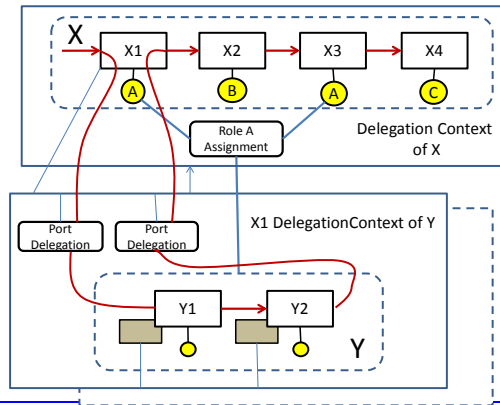 X
X1
X2
X3
X4
A
B
A
C
Role A
Assignment
Delegation Context
of X
Port
Delegation
Port
Delegation
X1 DelegationContext of Y
Y1
Y2
Y